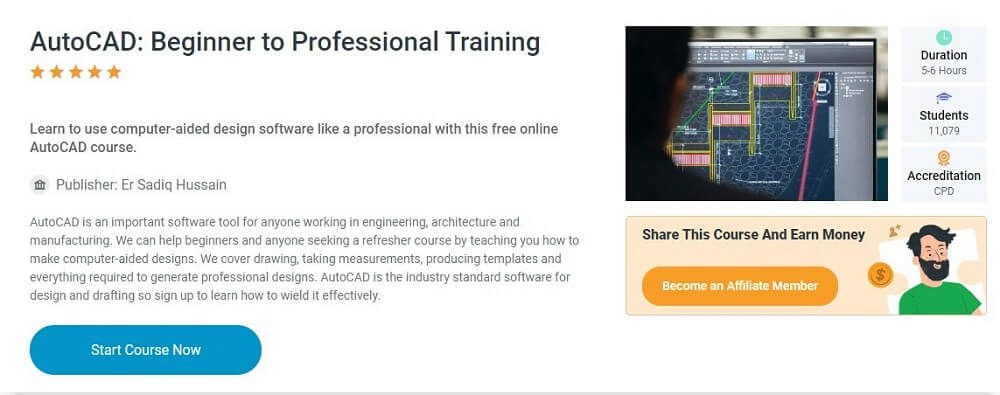 AutoCAD: Beginner to Professional Training
Learn to use computer-aided design software like a professional with this free online
AutoCAD course.
Publisher: Er Sadiq Hussain
AutoCAD is an important software tool for anyone working in engineering, architecture and
manufacturing. We can help beginners and anyone seeking a refresher course by teaching you how to
make computer-aided designs. We cover drawing, taking measurements, producing templates and
everything required to generate professional designs. AutoCAD is the industry standard software for
design and drafting so sign up to learn how to wield it effectively.
Start Course Now
Duration
5-6 Hours
Students
11,079
Accreditation
CPD
Share This Course And Earn Money
Become an Affiliate Member
$